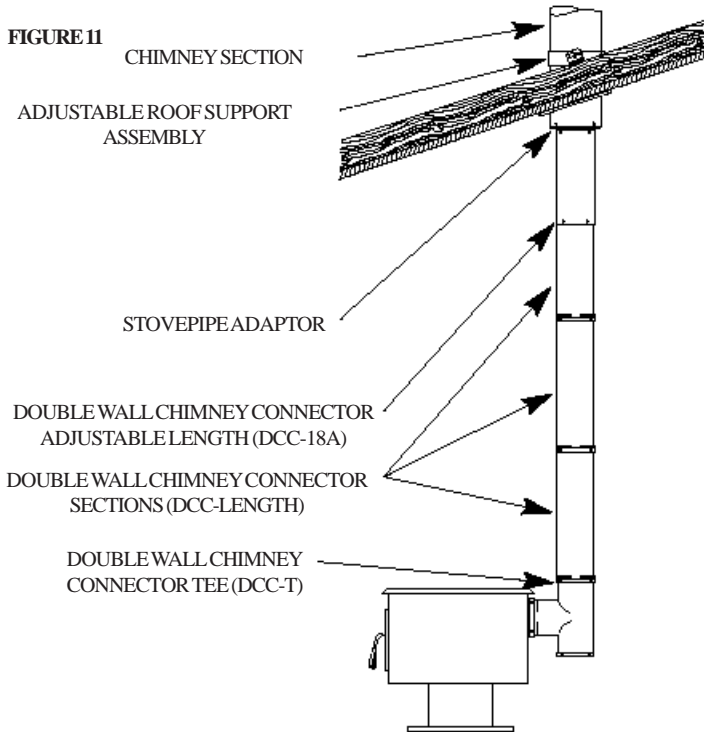 FIGURE 11
CHIMNEY SECTION
ADJUSTABLE ROOF SUPPORT
ASSEMBLY
STOVEPIPE ADAPTOR
DOUBLE WALL CHIMNEY CONNECTOR
ADJUSTABLE LENGTH (DCC-18A)
DOUBLE WALL CHIMNEY CONNECTOR
SECTIONS (DCC-LENGTH)
DOUBLE WALL CHIMNEY
CONNECTOR TEE (DCC-T)